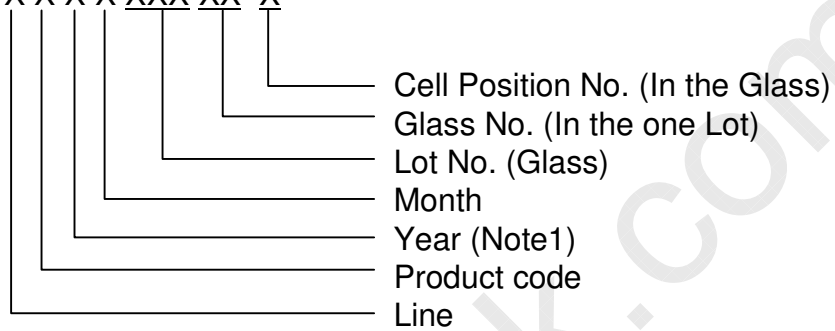 X X X X XXX XX X
Cell Position No. (In the Glass)
Glass No. (In the one Lot)
Lot No. (Glass)
Month
Year (Note1)
Product code
Line